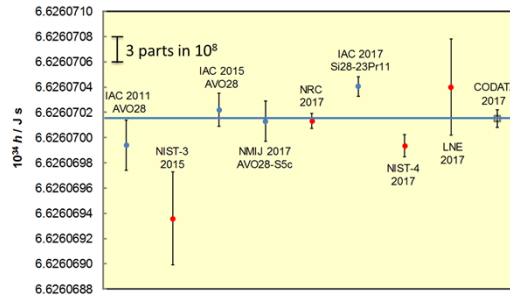 10³⁴ h / J s
6.6260710
6.6260708
6.6260706
6.6260704
6.6260702
6.6260700
6.6260698
6.6260696
6.6260694
6.6260692
6.6260690
6.6260688
3 parts in 10⁸
IAC 2011
AVO28
NIST-3
2015
IAC 2015
AVO28
NMIJ 2017
AVO28-S5c
NRC
2017
IAC 2017
Si28-23Pr11
NIST-4
2017
LNE
2017
CODATA
2017